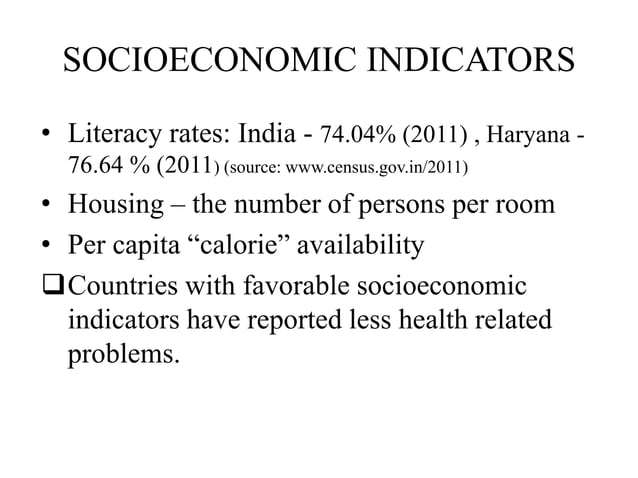 SOCIOECONOMIC INDICATORS
• Literacy rates: India - 74.04% (2011) , Haryana -
76.64 % (2011) (source: www.census.gov.in/2011)
• Housing – the number of persons per room
• Per capita “calorie” availability
❑Countries with favorable socioeconomic
indicators have reported less health related
problems.